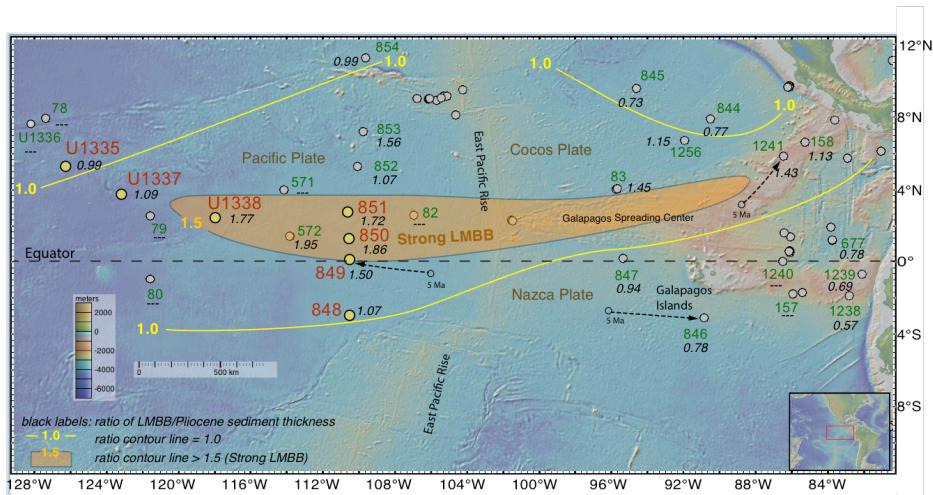 12°N
854
0.99
1.0
1.0
845
0.73
844
0.77
1.0
78
---
U1336
---
8°N
853
1.56
1.15
1256
1241
1.43
158
1.13
U1335
0.99
Pacific Plate
852
1.07
East Pacific Rise
Cocos Plate
1.0
U1337
1.09
571
---
83
1.45
4°N
U1338
1.77
1.5
851
1.72
82
---
Galapagos Spreading Center
5 Ma
79
---
572
1.95
850
1.86
Strong LMBB
677
0.78
Equator
0°
849
1.50
5 Ma
847
0.94
1240
---
1239
0.69
80
---
Nazca Plate
Galapagos
Islands
157
---
1238
0.57
meters
2000
0
-2000
-4000
-6000
848
1.07
1.0
5 Ma
846
0.78
4°S
0
500 km
East Pacific Rise
8°S
black labels: ratio of LMBB/Pliocene sediment thickness
1.0
ratio contour line = 1.0
1.5
ratio contour line > 1.5 (Strong LMBB)
128°W
124°W
120°W
116°W
112°W
108°W
104°W
100°W
96°W
92°W
88°W
84°W